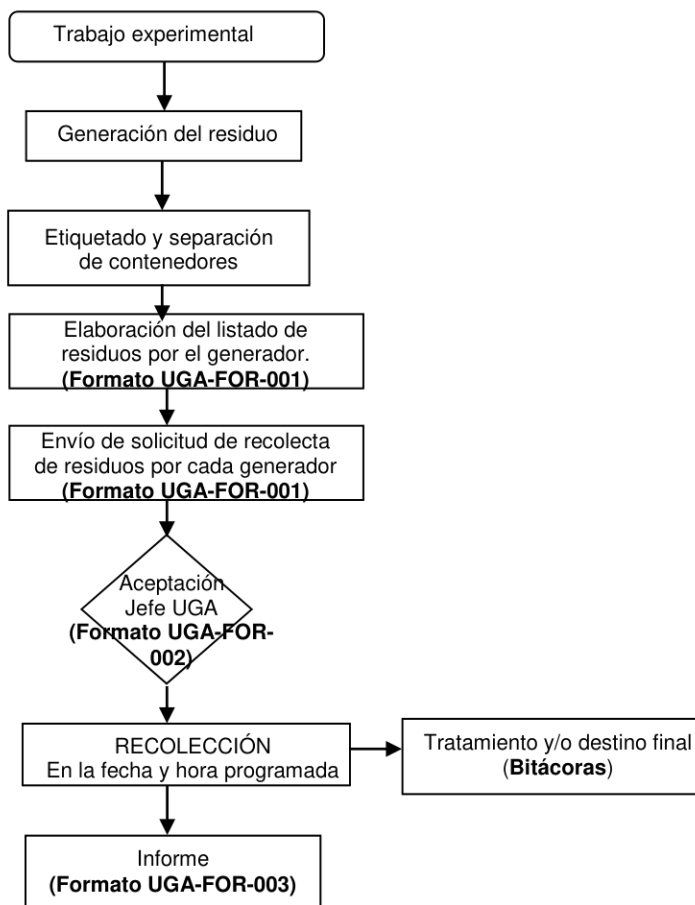 Trabajo experimental
Generación del residuo
Etiquetado y separación
de contenedores
Elaboración del listado de
residuos por el generador.
(Formato UGA-FOR-001)
Envío de solicitud de recolecta
de residuos por cada generador
(Formato UGA-FOR-001)
Aceptación
Jefe UGA
(Formato UGA-FOR-
002)
RECOLECCIÓN
En la fecha y hora programada
Tratamiento y/o destino final
(Bitácoras)
Informe
(Formato UGA-FOR-003)